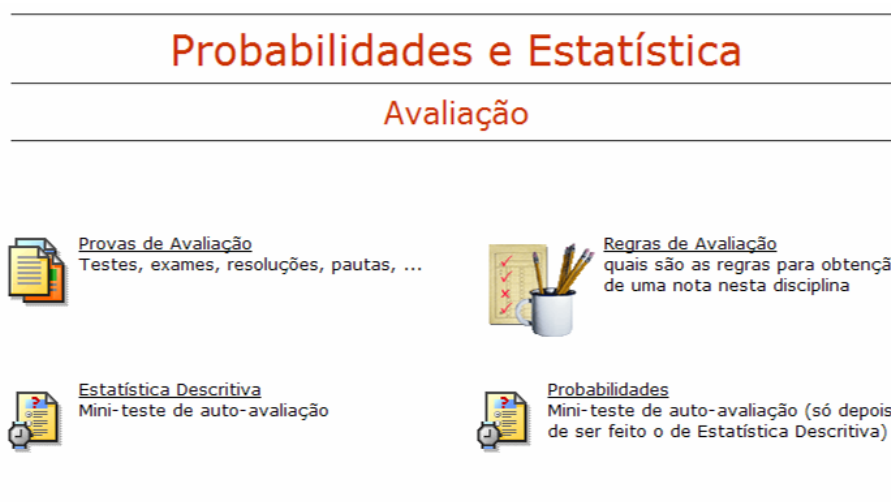 Probabilidades e Estatística
Avaliação
Provas de Avaliação
Testes, exames, resoluções, pautas, ...
Regras de Avaliação
quais são as regras para obtençã
de uma nota nesta disciplina
Estatística Descritiva
Mini-teste de auto-avaliação
Probabilidades
Mini-teste de auto-avaliação (só depois
de ser feito o de Estatística Descritiva)